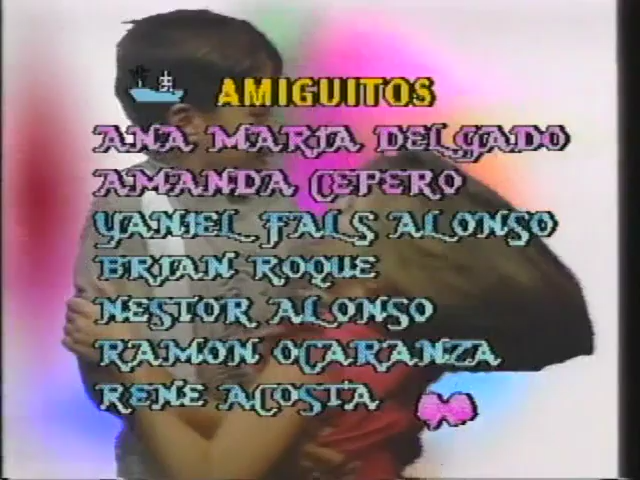 AMIGUITOS
ANA MARIA DELGADO
AMANDA CEPERO
YANIEL FALS ALONSO
BRIAN ROQUE
NESTOR ALONSO
RAMON OCARANZA
RENE ACOSTA